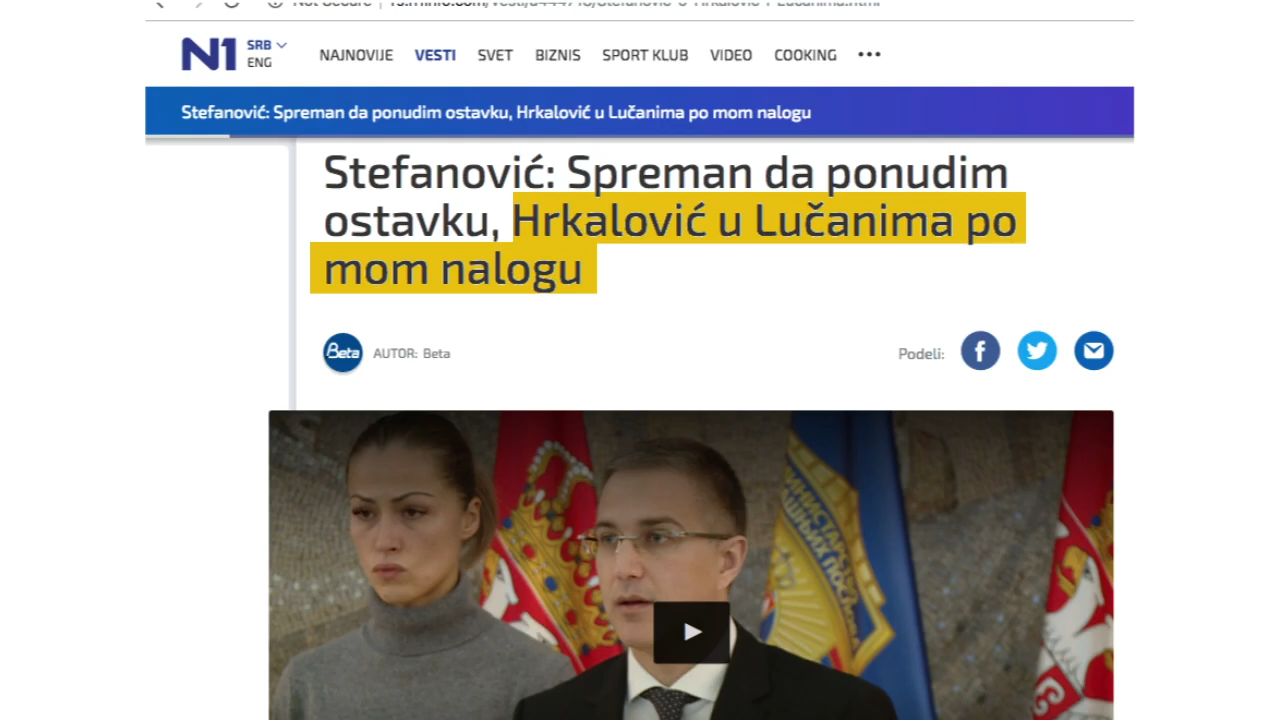 N1
SRB
ENG
NAJNOVIJE VESTI SVET BIZNIS SPORT KLUB VIDEO COOKING
Stefanović: Spreman da ponudim ostavku, Hrkalović u Lučanima po mom nalogu
Stefanović: Spreman da ponudim
ostavku, Hrkalović u Lučanima po
mom nalogu
Beta AUTOR: Beta
Podeli: